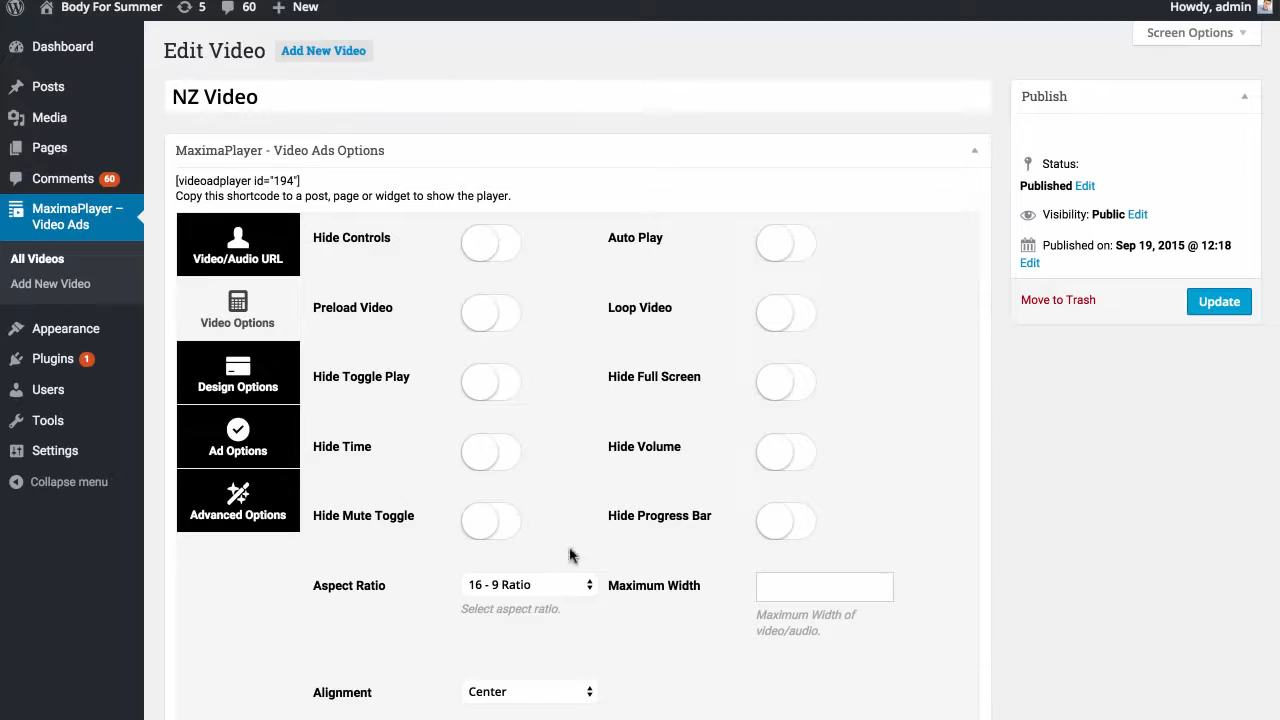 Body For Summer
5
60
New
Howdy, admin
Screen Options
Dashboard
Posts
Media
Pages
Comments 60
MaximaPlayer –
Video Ads
All Videos
Add New Video
Appearance
Plugins 1
Users
Tools
Settings
Collapse menu
Edit Video
Add New Video
NZ Video
MaximaPlayer - Video Ads Options
[videoadplayer id="194"]
Copy this shortcode to a post, page or widget to show the player.
Video/Audio URL
Video Options
Design Options
Ad Options
Advanced Options
Hide Controls
Auto Play
Preload Video
Loop Video
Hide Toggle Play
Hide Full Screen
Hide Time
Hide Volume
Hide Mute Toggle
Hide Progress Bar
Aspect Ratio
16 - 9 Ratio
Select aspect ratio.
Maximum Width
Maximum Width of
video/audio.
Alignment
Center
Publish
Status:
Published Edit
Visibility: Public Edit
Published on: Sep 19, 2015 @ 12:18
Edit
Move to Trash
Update